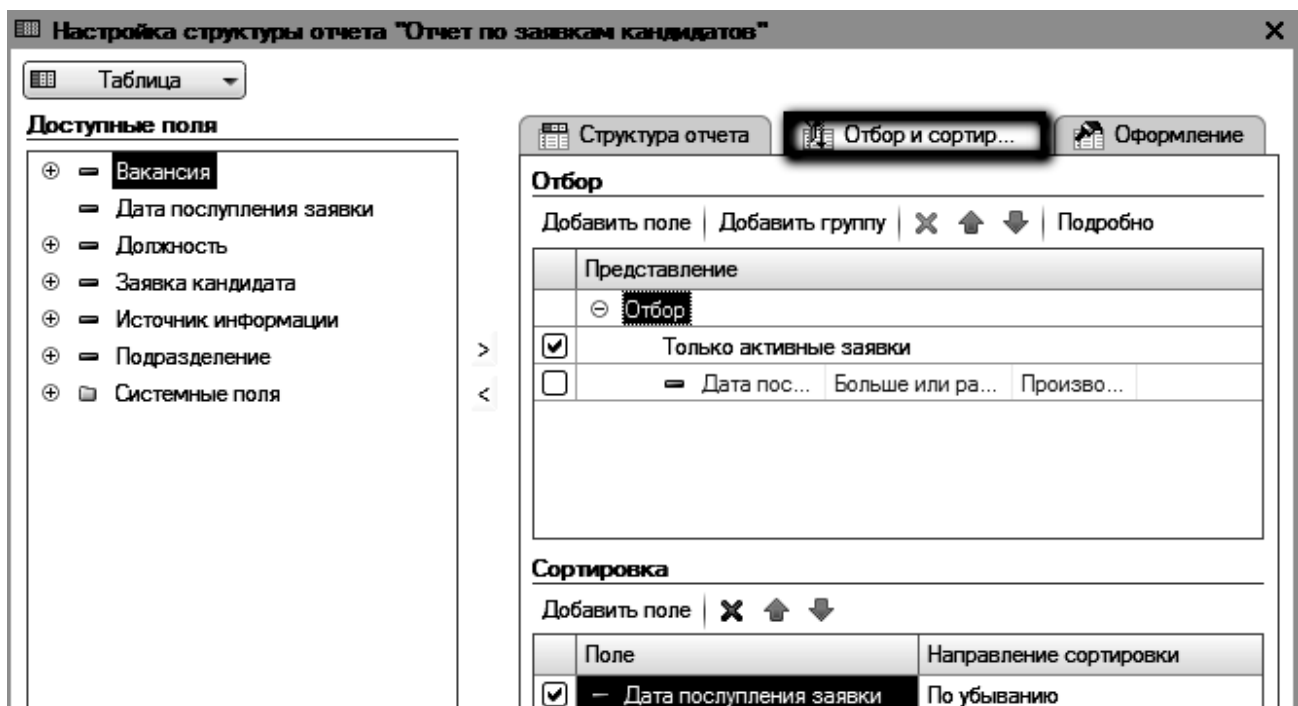 Настройка структуры отчета "Отчет по заявкам кандидатов"
Таблица
Доступные поля
Вакансия
Дата послупления заявки
Должность
Заявка кандидата
Источник информации
Подразделение
Системные поля
>
<
Структура отчета Отбор и сортир... Оформление
Отбор
Добавить поле Добавить группу Подробно
Представление
Отбор
Только активные заявки
Дата пос... Больше или ра... Произво...
Сортировка
Добавить поле
Поле Направление сортировки
Дата послупления заявки По убыванию